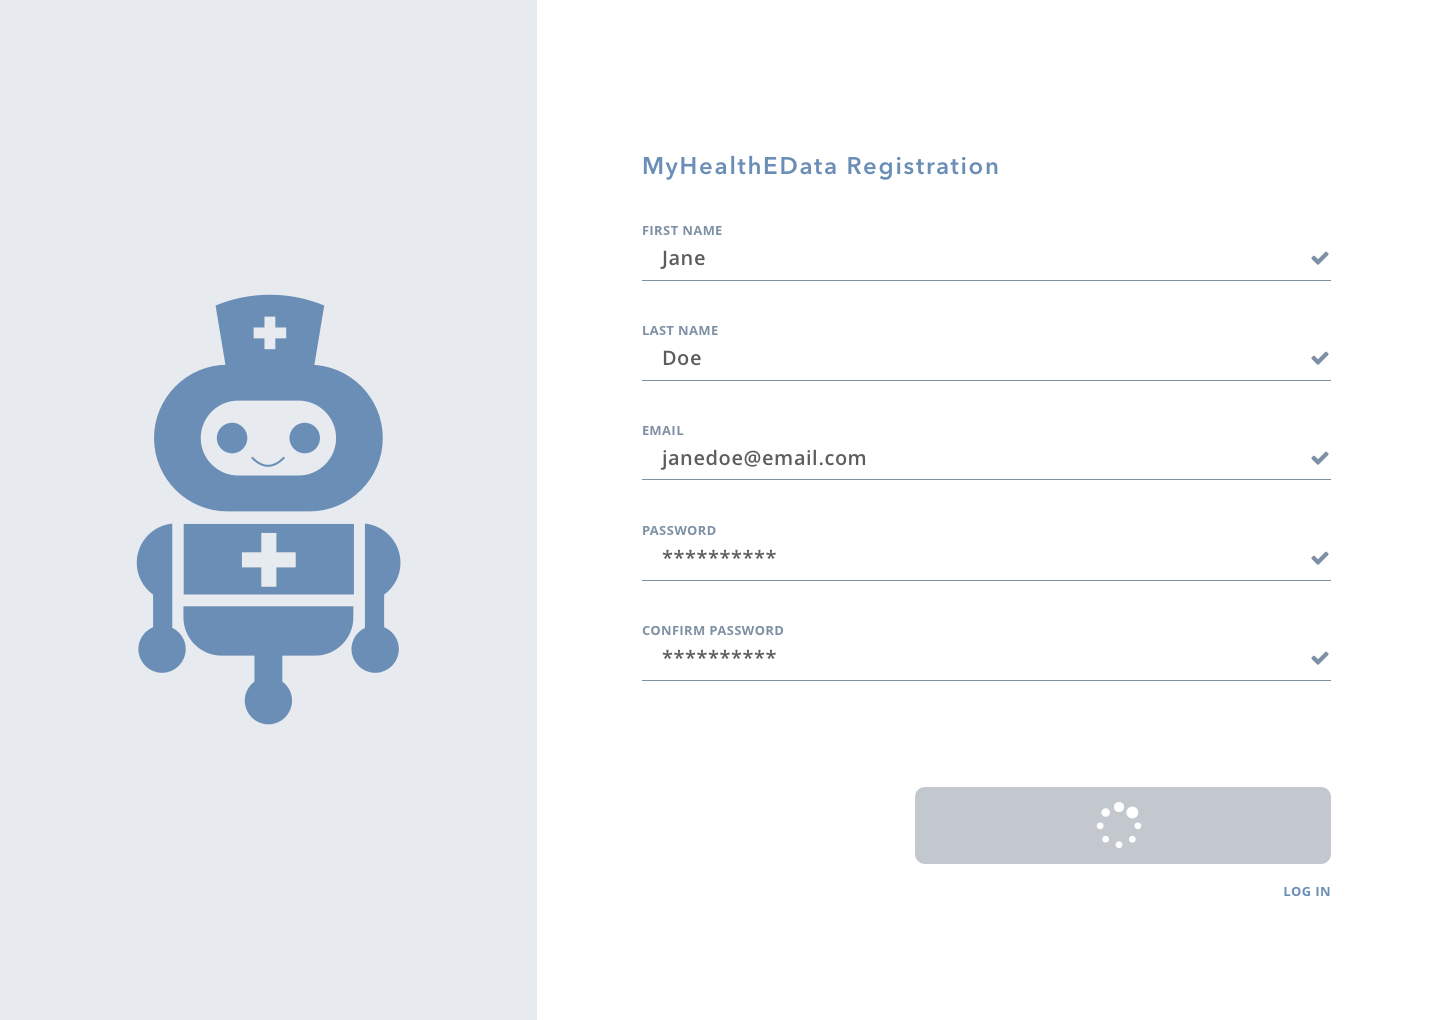 MyHealthEData Registration
FIRST NAME
Jane
LAST NAME
Doe
EMAIL
janedoe@email.com
PASSWORD
**********
CONFIRM PASSWORD
**********
LOG IN